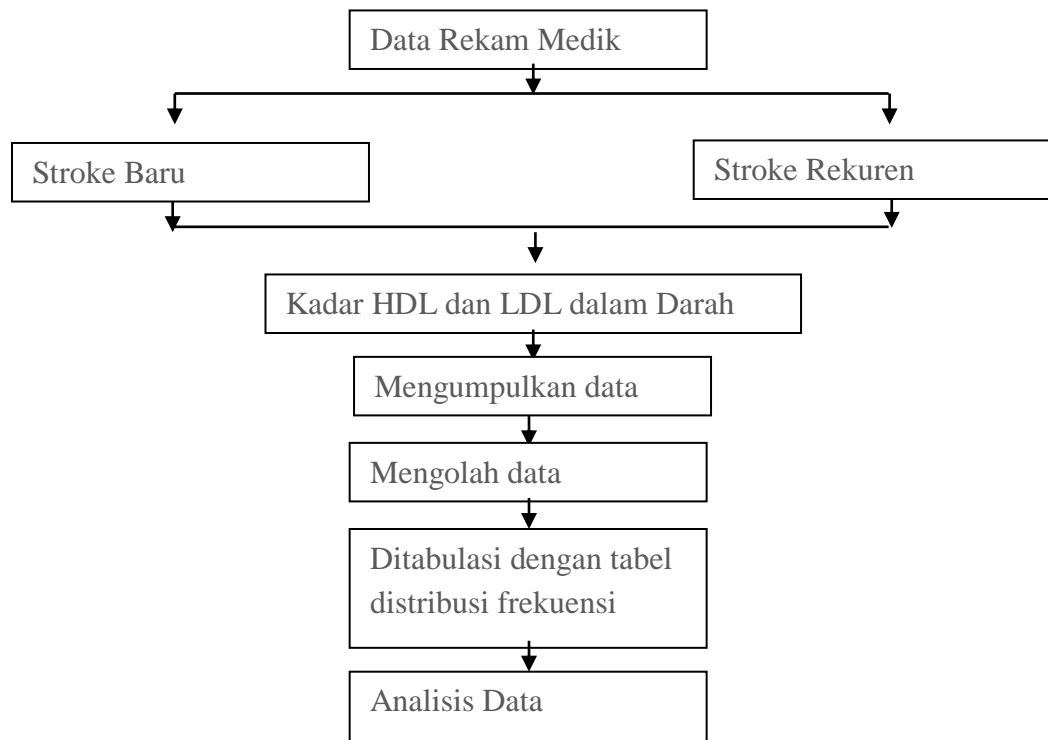 Data Rekam Medik
Stroke Baru
Stroke Rekuren
Kadar HDL dan LDL dalam Darah
Mengumpulkan data
Mengolah data
Ditabulasi dengan tabel
distribusi frekuensi
Analisis Data